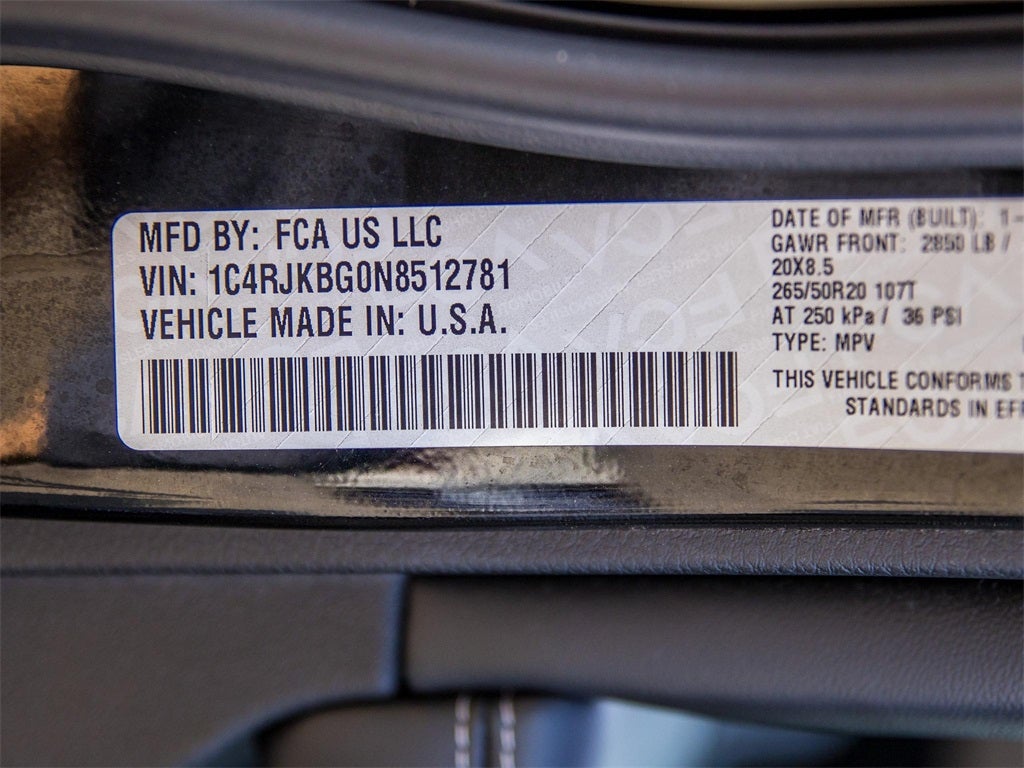 MFD BY: FCA US LLC
VIN: 1C4RJKBG0N8512781
VEHICLE MADE IN: U.S.A.
DATE OF MFR (BUILT): 1-
GAWR FRONT: 2850 LB /
20X8.5
265/50R20 107T
AT 250 kPa / 36 PSI
TYPE: MPV
THIS VEHICLE CONFORMS
STANDARDS IN